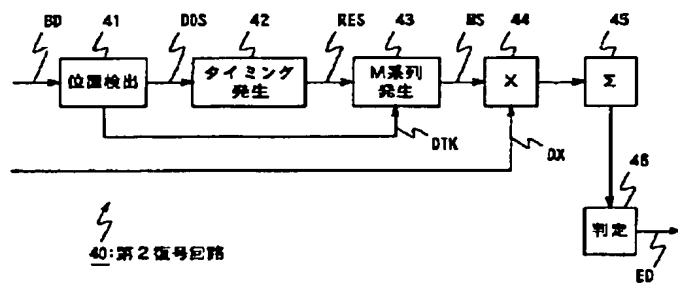 BD 41 DDS 42 RES 43 MS 44 45
位置検出 タイミング発生 M系列発生 X Σ
DTK DX 46
判定
40:第2復号回路
ED